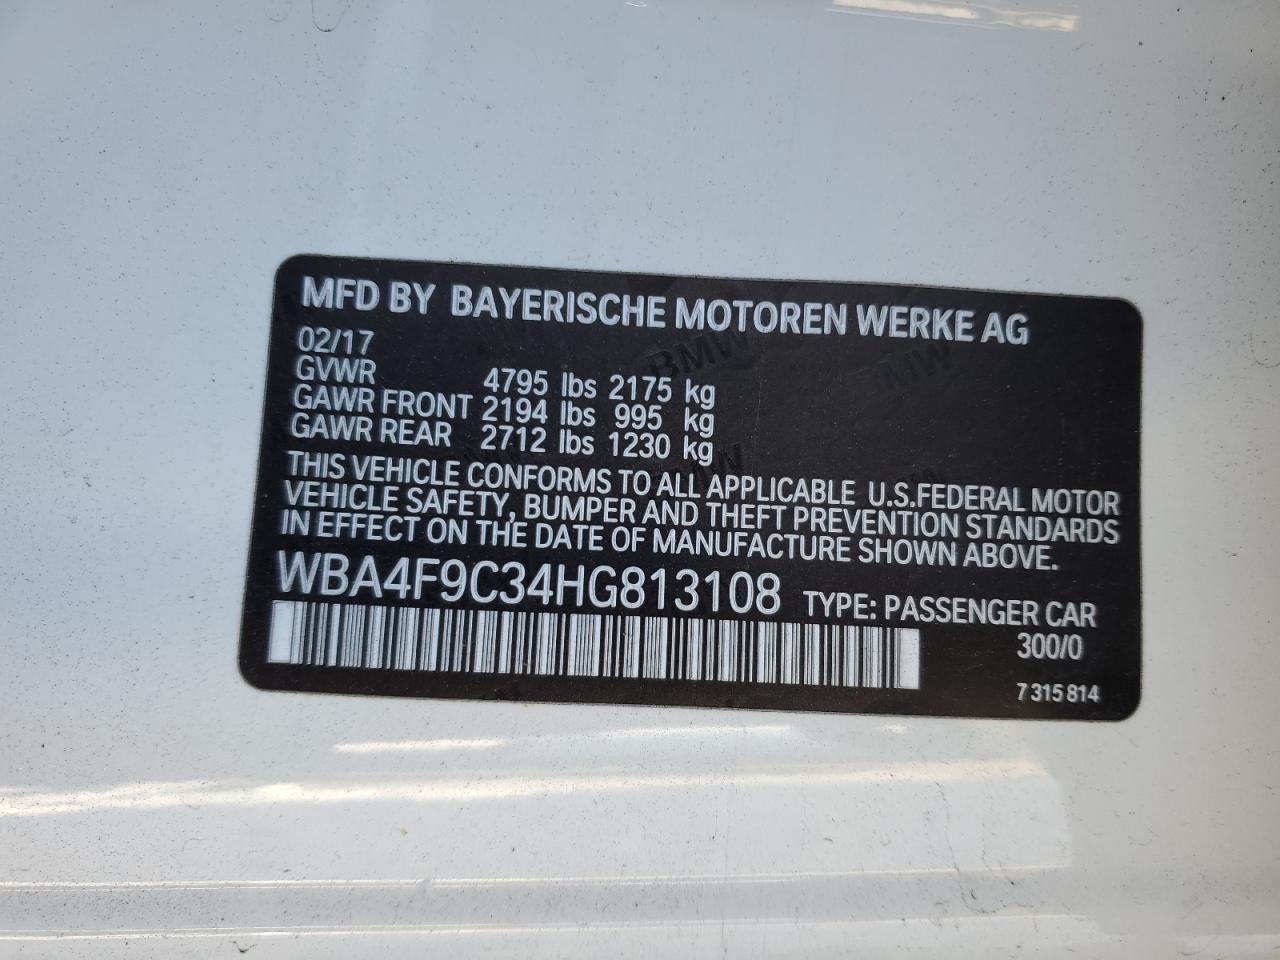 MFD BY BAYERISCHE MOTOREN WERKE AG
02/17
GVWR 4795 lbs 2175 kg
GAWR FRONT 2194 lbs 995 kg
GAWR REAR 2712 lbs 1230 kg
THIS VEHICLE CONFORMS TO ALL APPLICABLE U.S.FEDERAL MOTOR
VEHICLE SAFETY, BUMPER AND THEFT PREVENTION STANDARDS
IN EFFECT ON THE DATE OF MANUFACTURE SHOWN ABOVE.
WBA4F9C34HG813108 TYPE: PASSENGER CAR
300/0
7 315 814